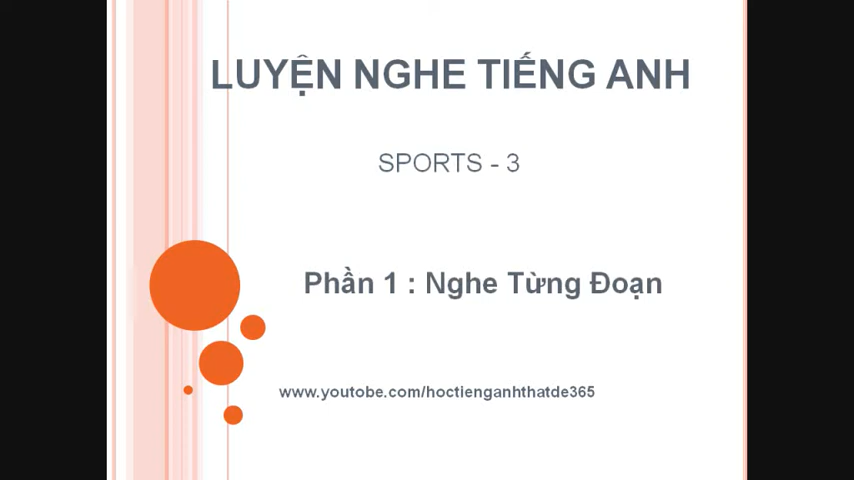 LUYỆN NGHE TIẾNG ANH
SPORTS - 3
Phần 1 : Nghe Từng Đoạn
www.youtobe.com/hoctienganhthatde365